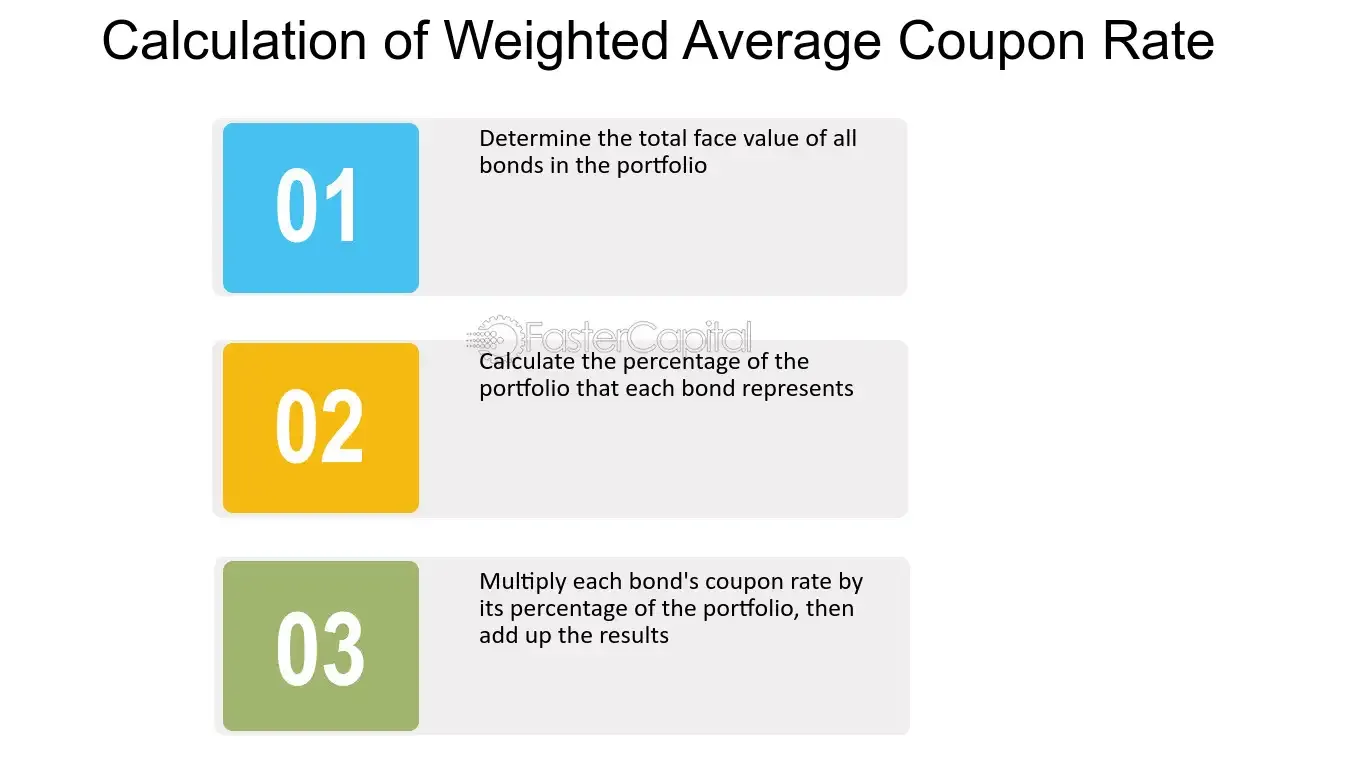 Calculation of Weighted Average Coupon Rate
01
Determine the total face value of all
bonds in the portfolio
FasterCapital
02
Calculate the percentage of the
portfolio that each bond represents
03
Multiply each bond's coupon rate by
its percentage of the portfolio, then
add up the results